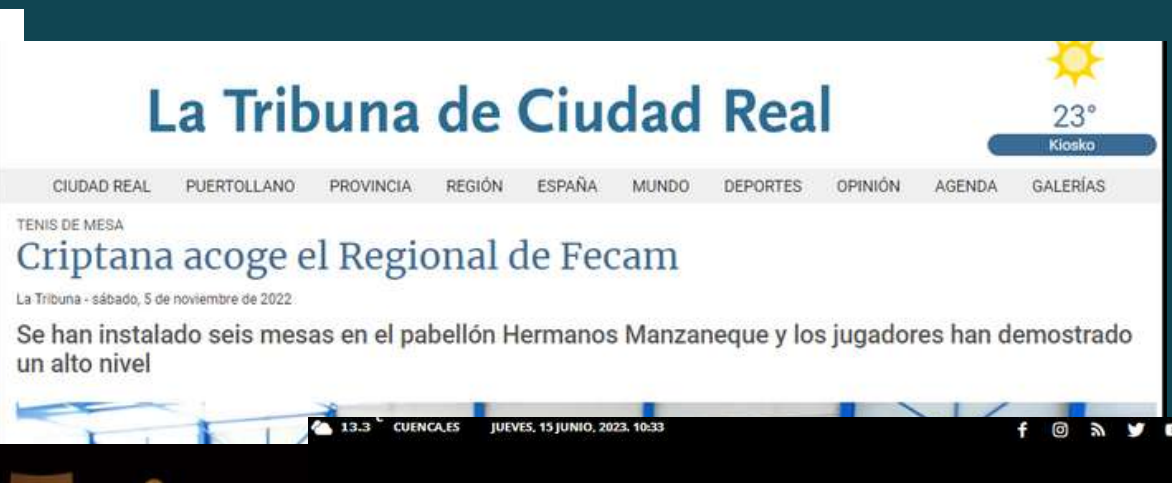 La Tribuna de Ciudad Real
23°
Kiosko
CIUDAD REAL PUERTOLLANO PROVINCIA REGIÓN ESPAÑA MUNDO DEPORTES OPINIÓN AGENDA GALERÍAS
TENIS DE MESA
Criptana acoge el Regional de Fecam
La Tribuna - sábado, 5 de noviembre de 2022
Se han instalado seis mesas en el pabellón Hermanos Manzaneque y los jugadores han demostrado
un alto nivel
13.3 C CUENCA,ES JUEVES, 15 JUNIO, 2023. 10:33